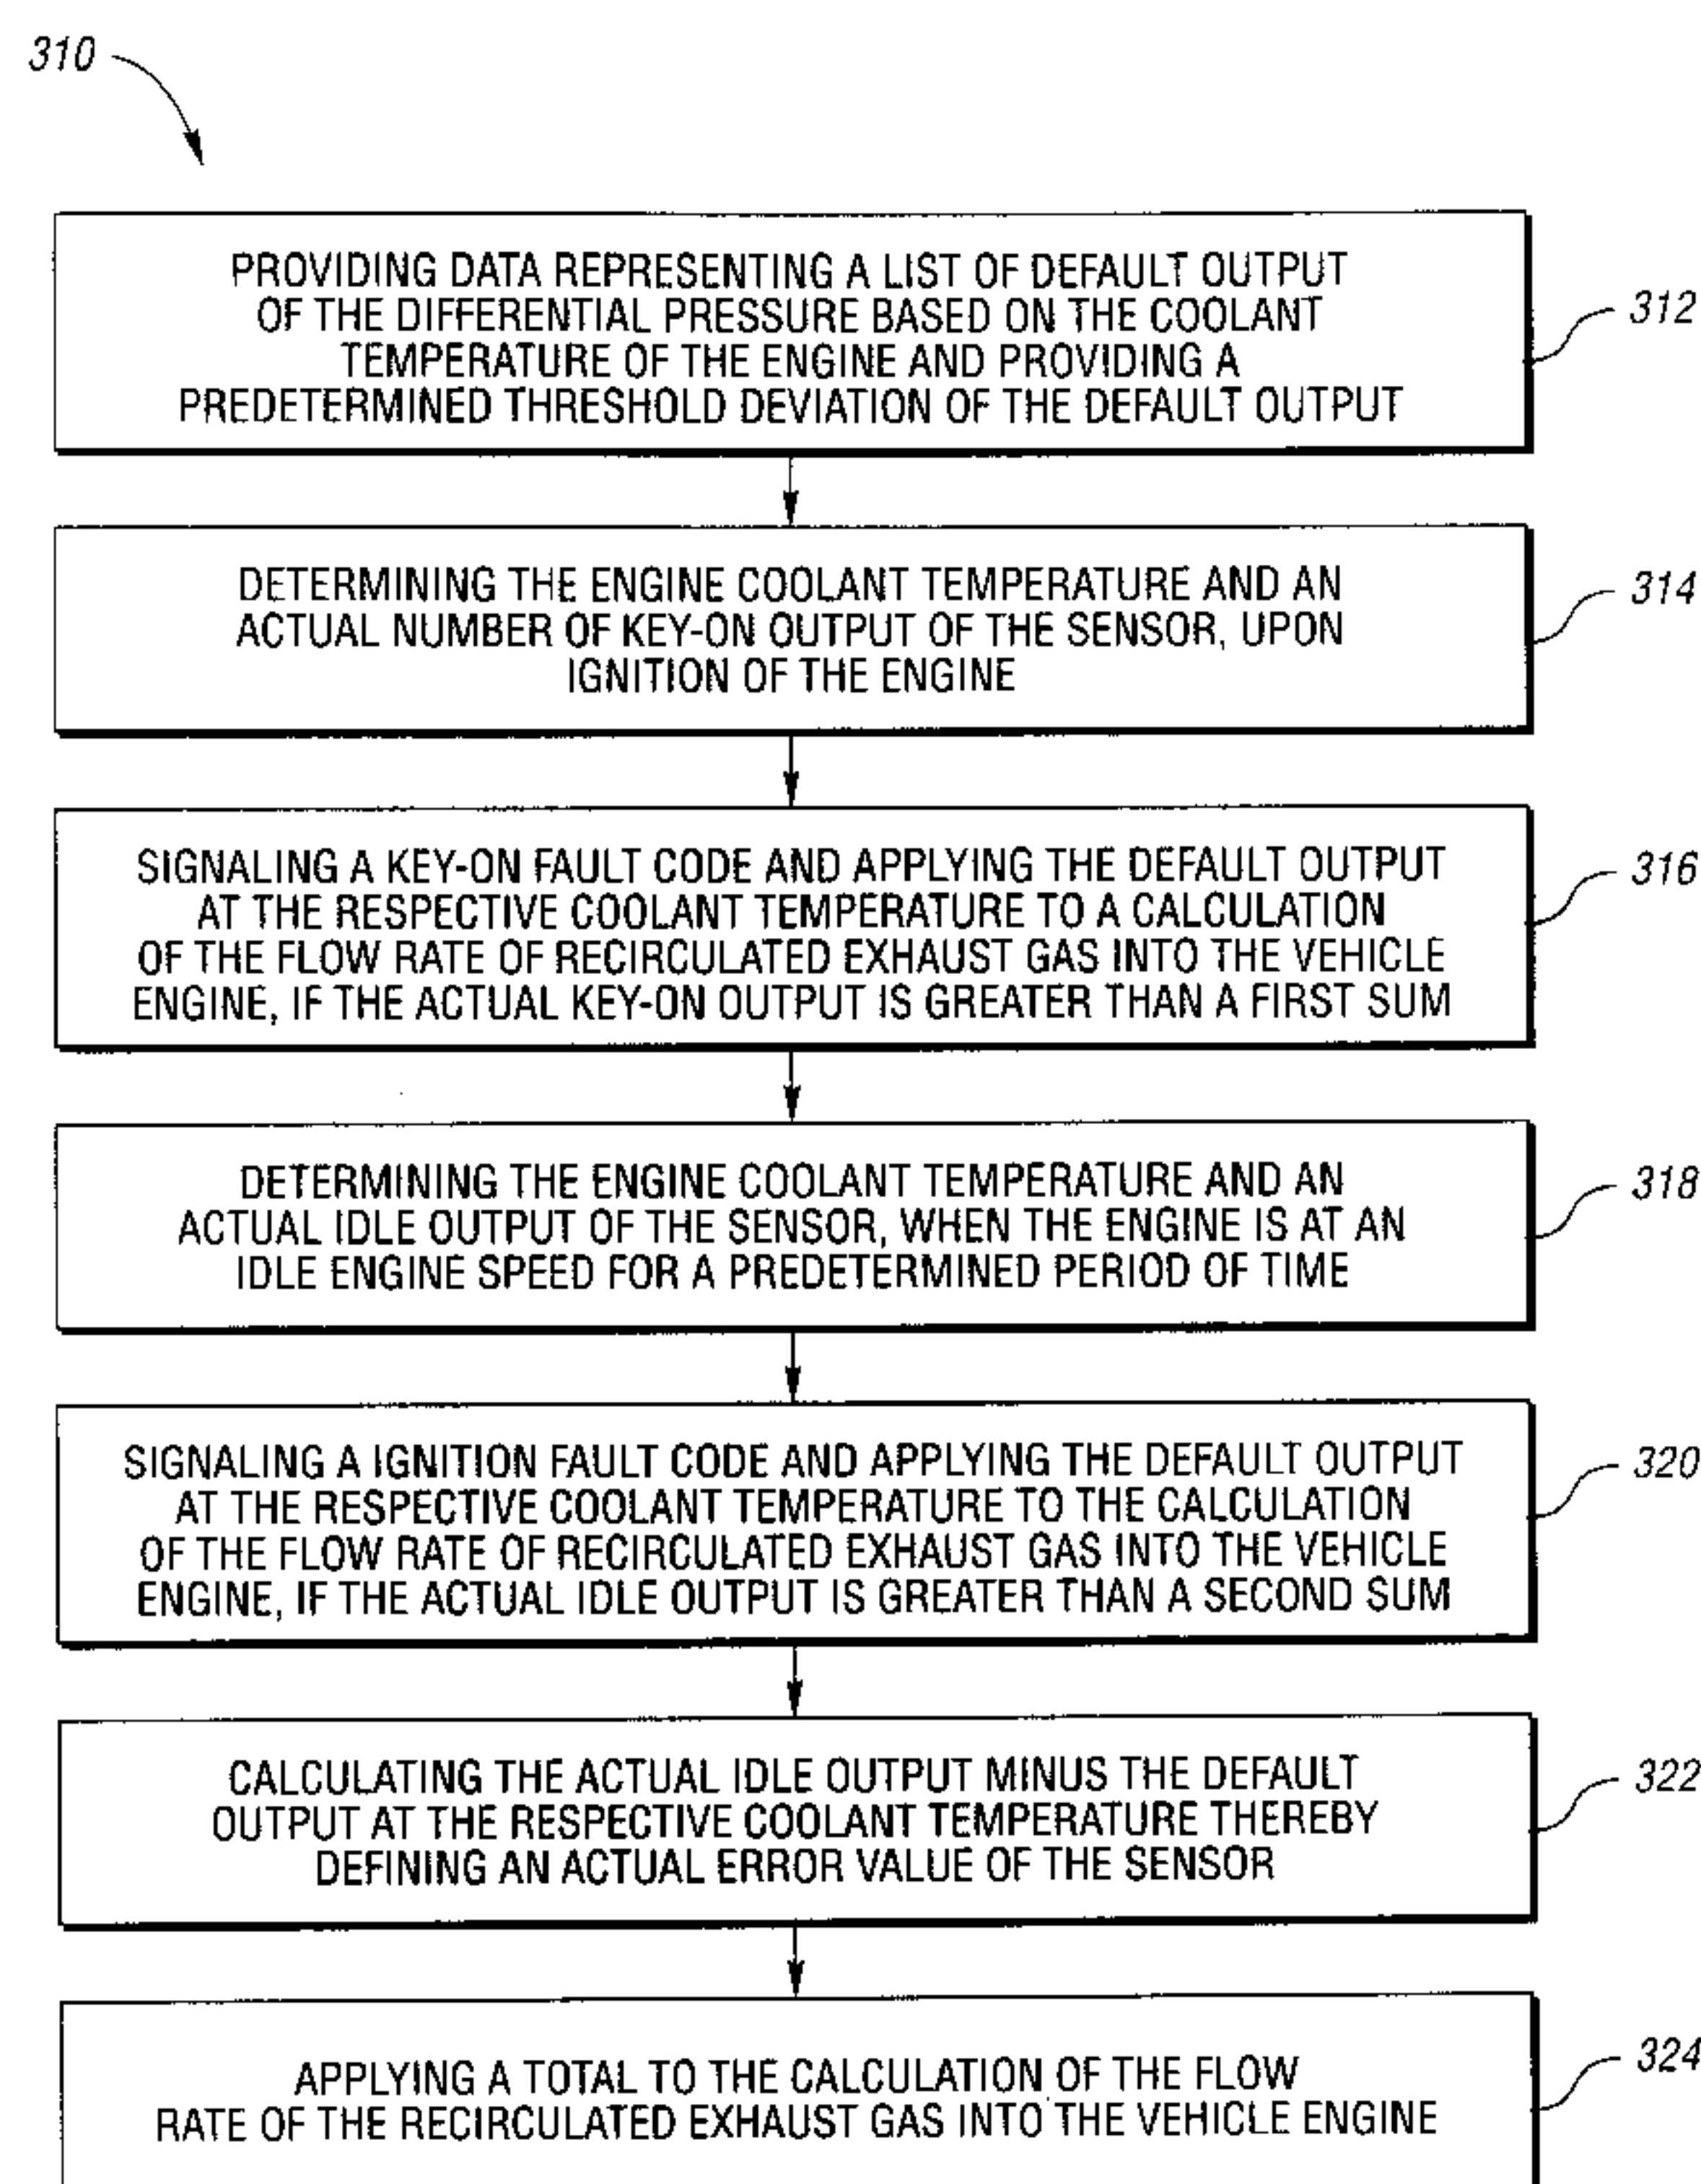 310
PROVIDING DATA REPRESENTING A LIST OF DEFAULT OUTPUT
OF THE DIFFERENTIAL PRESSURE BASED ON THE COOLANT
TEMPERATURE OF THE ENGINE AND PROVIDING A
PREDETERMINED THRESHOLD DEVIATION OF THE DEFAULT OUTPUT
312
DETERMINING THE ENGINE COOLANT TEMPERATURE AND AN
ACTUAL NUMBER OF KEY-ON OUTPUT OF THE SENSOR, UPON
IGNITION OF THE ENGINE
314
SIGNALING A KEY-ON FAULT CODE AND APPLYING THE DEFAULT OUTPUT
AT THE RESPECTIVE COOLANT TEMPERATURE TO A CALCULATION
OF THE FLOW RATE OF RECIRCULATED EXHAUST GAS INTO THE VEHICLE
ENGINE, IF THE ACTUAL KEY-ON OUTPUT IS GREATER THAN A FIRST SUM
316
DETERMINING THE ENGINE COOLANT TEMPERATURE AND AN
ACTUAL IDLE OUTPUT OF THE SENSOR, WHEN THE ENGINE IS AT AN
IDLE ENGINE SPEED FOR A PREDETERMINED PERIOD OF TIME
318
SIGNALING A IGNITION FAULT CODE AND APPLYING THE DEFAULT OUTPUT
AT THE RESPECTIVE COOLANT TEMPERATURE TO THE CALCULATION
OF THE FLOW RATE OF RECIRCULATED EXHAUST GAS INTO THE VEHICLE
ENGINE, IF THE ACTUAL IDLE OUTPUT IS GREATER THAN A SECOND SUM
320
CALCULATING THE ACTUAL IDLE OUTPUT MINUS THE DEFAULT
OUTPUT AT THE RESPECTIVE COOLANT TEMPERATURE THEREBY
DEFINING AN ACTUAL ERROR VALUE OF THE SENSOR
322
APPLYING A TOTAL TO THE CALCULATION OF THE FLOW
RATE OF THE RECIRCULATED EXHAUST GAS INTO THE VEHICLE ENGINE
324